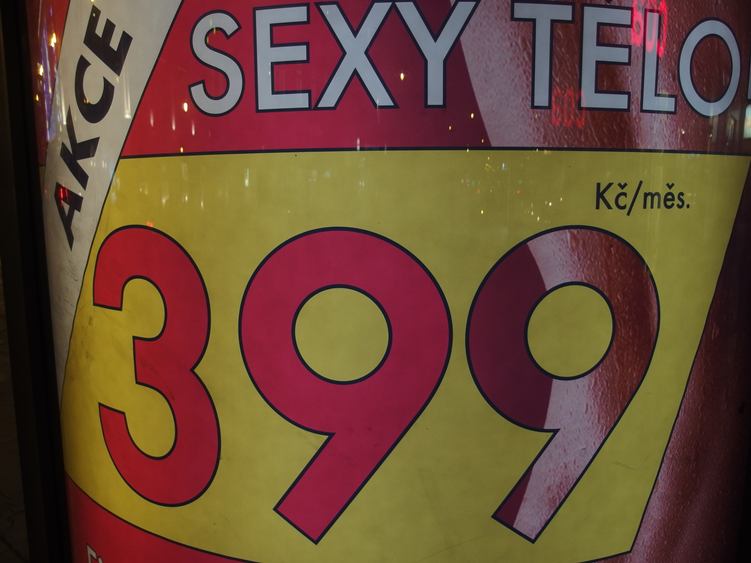 AKCE
SEXY TĚLO
Kč/měs.
399